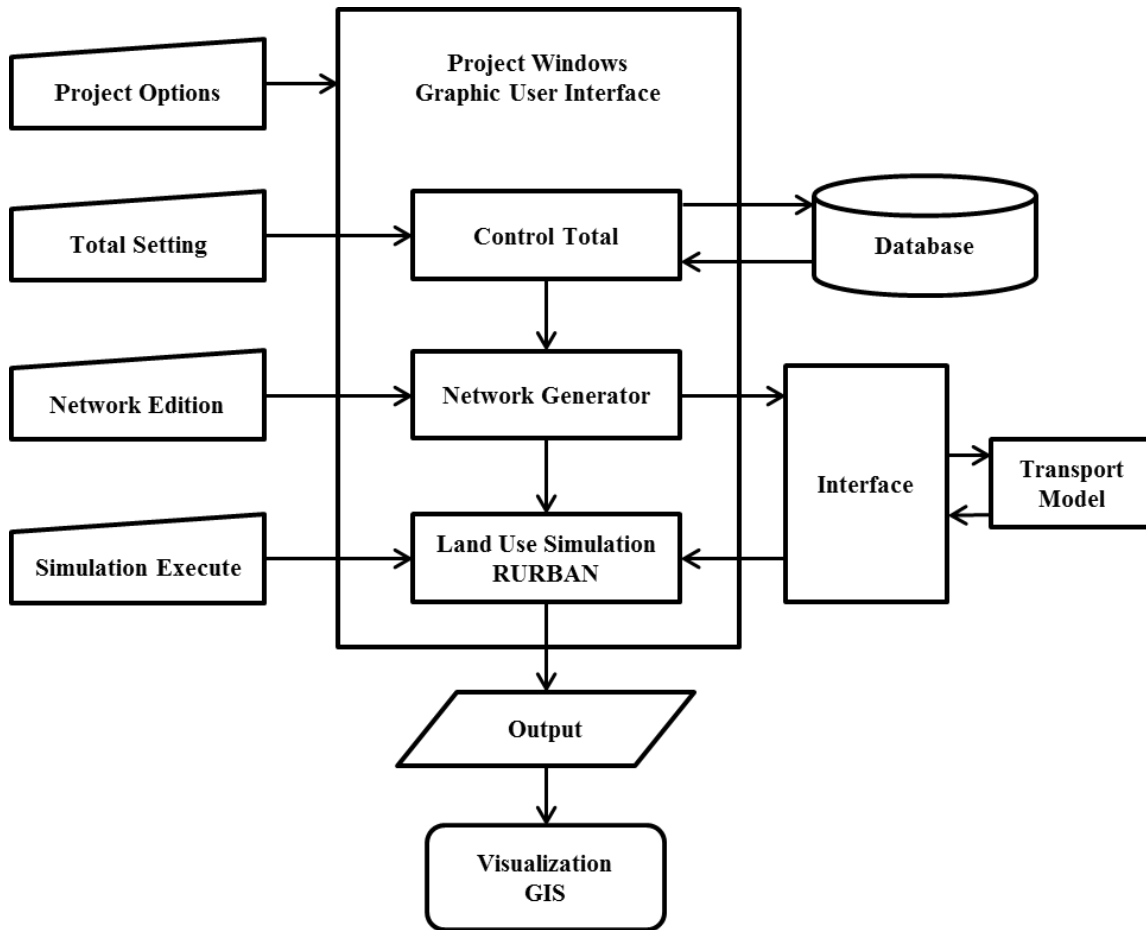 Project Options
Project Windows
Graphic User Interface
Total Setting
Control Total
Database
Network Edition
Network Generator
Interface
Transport
Model
Simulation Execute
Land Use Simulation
RURBAN
Output
Visualization
GIS